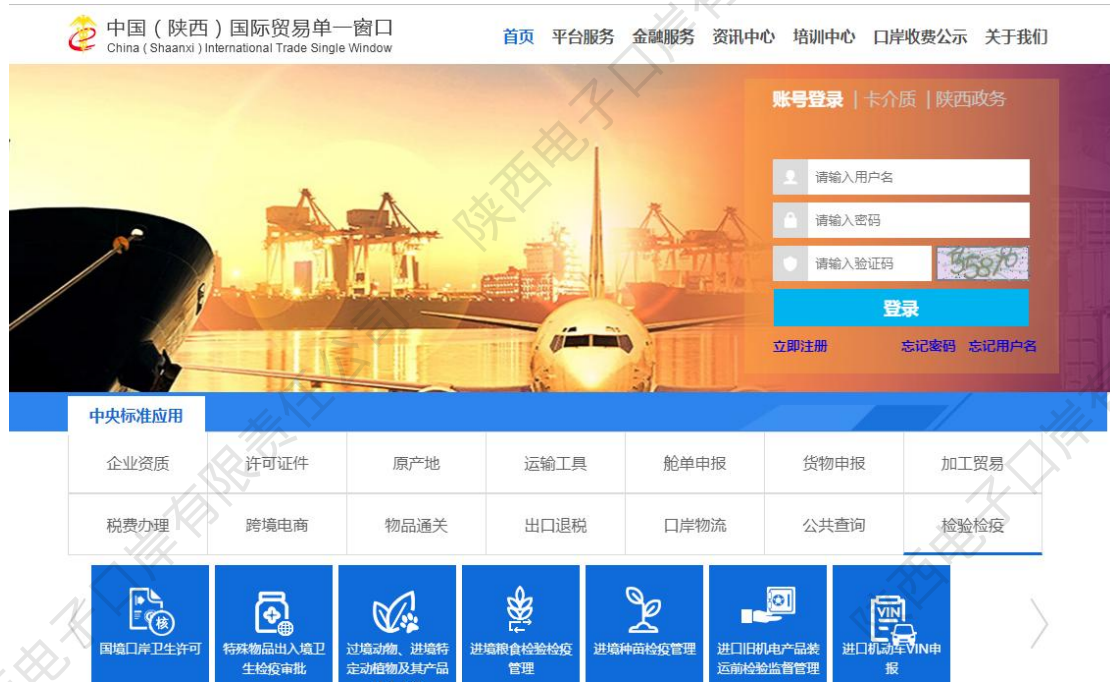 中国（陕西）国际贸易单一窗口
China ( Shaanxi ) International Trade Single Window
首页 平台服务 金融服务 资讯中心 培训中心 口岸收费公示 关于我们
账号登录 | 卡介质 | 陕西政务
请输入用户名
请输入密码
请输入验证码
登录
立即注册 忘记密码 忘记用户名
中央标准应用
企业资质 许可证件 原产地 运输工具 舱单申报 货物申报 加工贸易
税费办理 跨境电商 物品通关 出口退税 口岸物流 公共查询 检验检疫
国境口岸卫生许可
特殊物品出入境卫
生检疫审批
过境动物、进境特
定动植物及其产品
进境粮食检验检疫
管理
进境种苗检疫管理
进口旧机电产品装
运前检验监督管理
VIN
进口机动车VIN申
报
陕西电子口岸有限责任公司